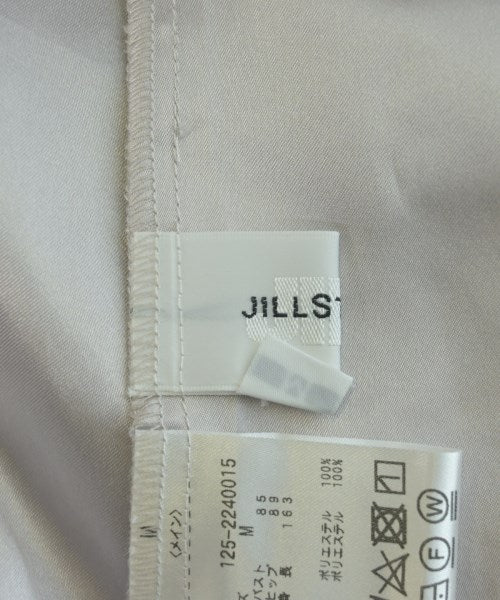 JILLS
125-2240015
M
バスト 85
ヒップ 89
身長 163
<メイン>
ポリエステル 100%
ポリエステル 100%
W
F